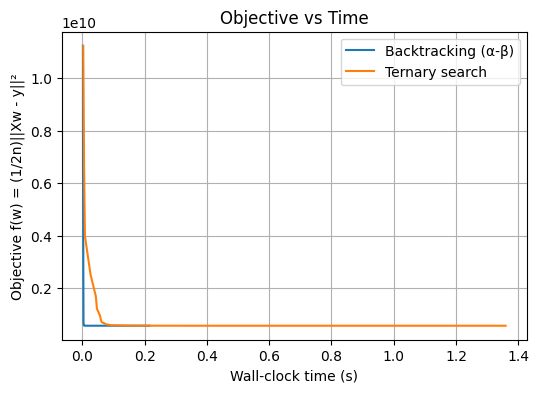 Objective vs Time
1e10
Backtracking (α-β)
Ternary search
Objective f(w) = (1/2n)||Xw - y||²
1.0
0.8
0.6
0.4
0.2
0.0 0.2 0.4 0.6 0.8 1.0 1.2 1.4
Wall-clock time (s)